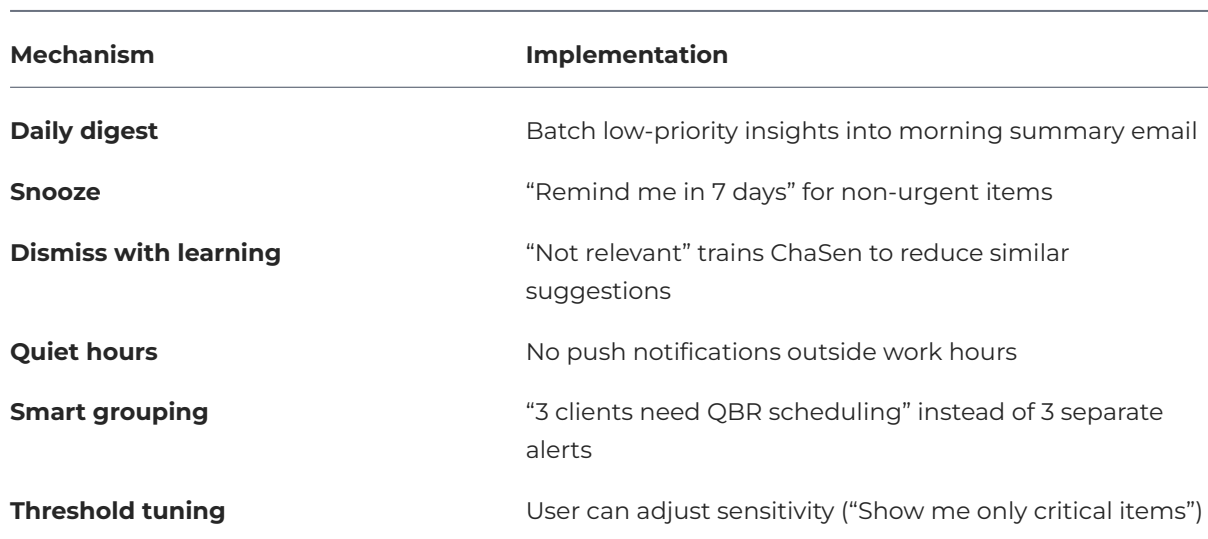 Mechanism Implementation
Daily digest Batch low-priority insights into morning summary email
Snooze “Remind me in 7 days” for non-urgent items
Dismiss with learning “Not relevant” trains ChaSen to reduce similar
suggestions
Quiet hours No push notifications outside work hours
Smart grouping “3 clients need QBR scheduling” instead of 3 separate
alerts
Threshold tuning User can adjust sensitivity (“Show me only critical items”)